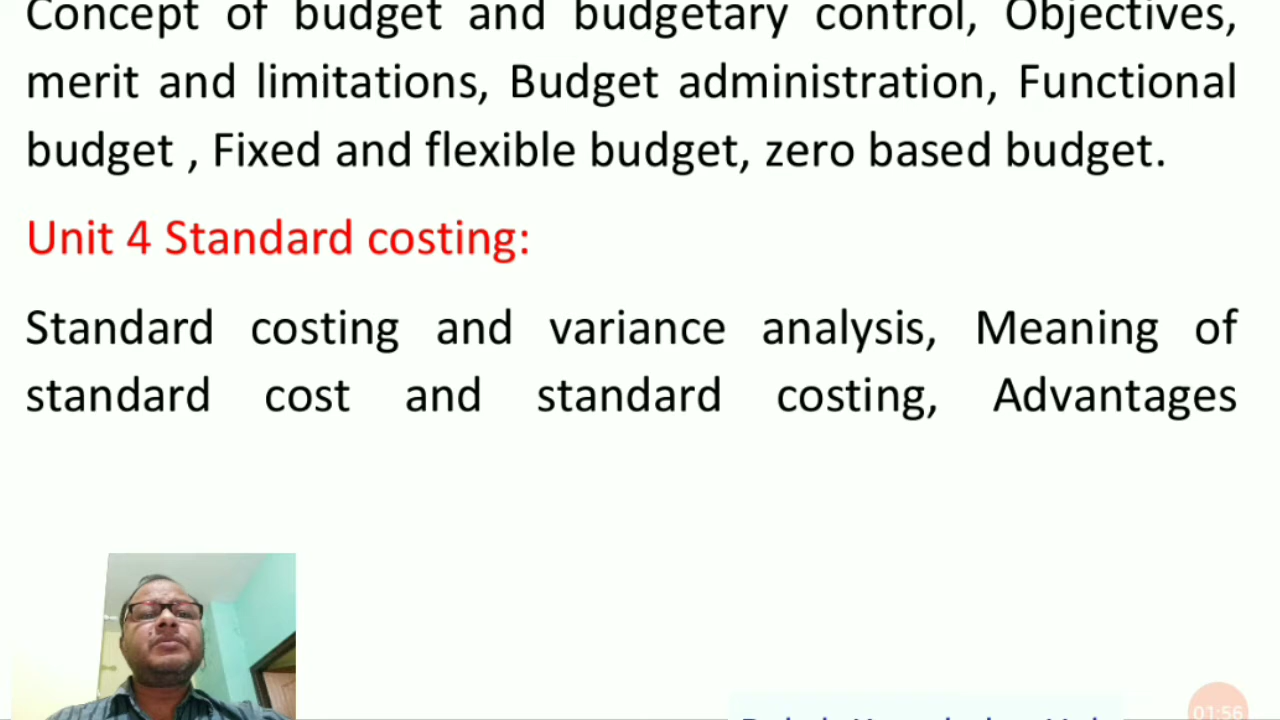 Concept of budget and budgetary control, Objectives,
merit and limitations, Budget administration, Functional
budget , Fixed and flexible budget, zero based budget.
Unit 4 Standard costing:
Standard costing and variance analysis, Meaning of
standard cost and standard costing, Advantages
01:56